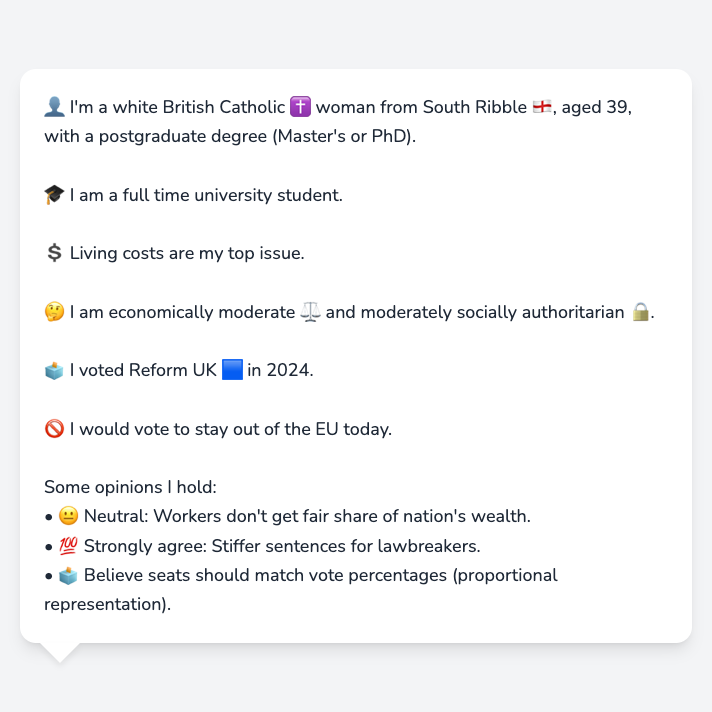 👤 I'm a white British Catholic ✝️ woman from South Ribble 🏴󠁧󠁢󠁥󠁮󠁧󠁿, aged 39,
with a postgraduate degree (Master's or PhD).
🎓 I am a full time university student.
💲 Living costs are my top issue.
🤔 I am economically moderate ⚖️ and moderately socially authoritarian 🔒.
🗳️ I voted Reform UK 🟦 in 2024.
🚫 I would vote to stay out of the EU today.
Some opinions I hold:
• 😐 Neutral: Workers don't get fair share of nation's wealth.
• 💯 Strongly agree: Stiffer sentences for lawbreakers.
• 🗳️ Believe seats should match vote percentages (proportional
representation).